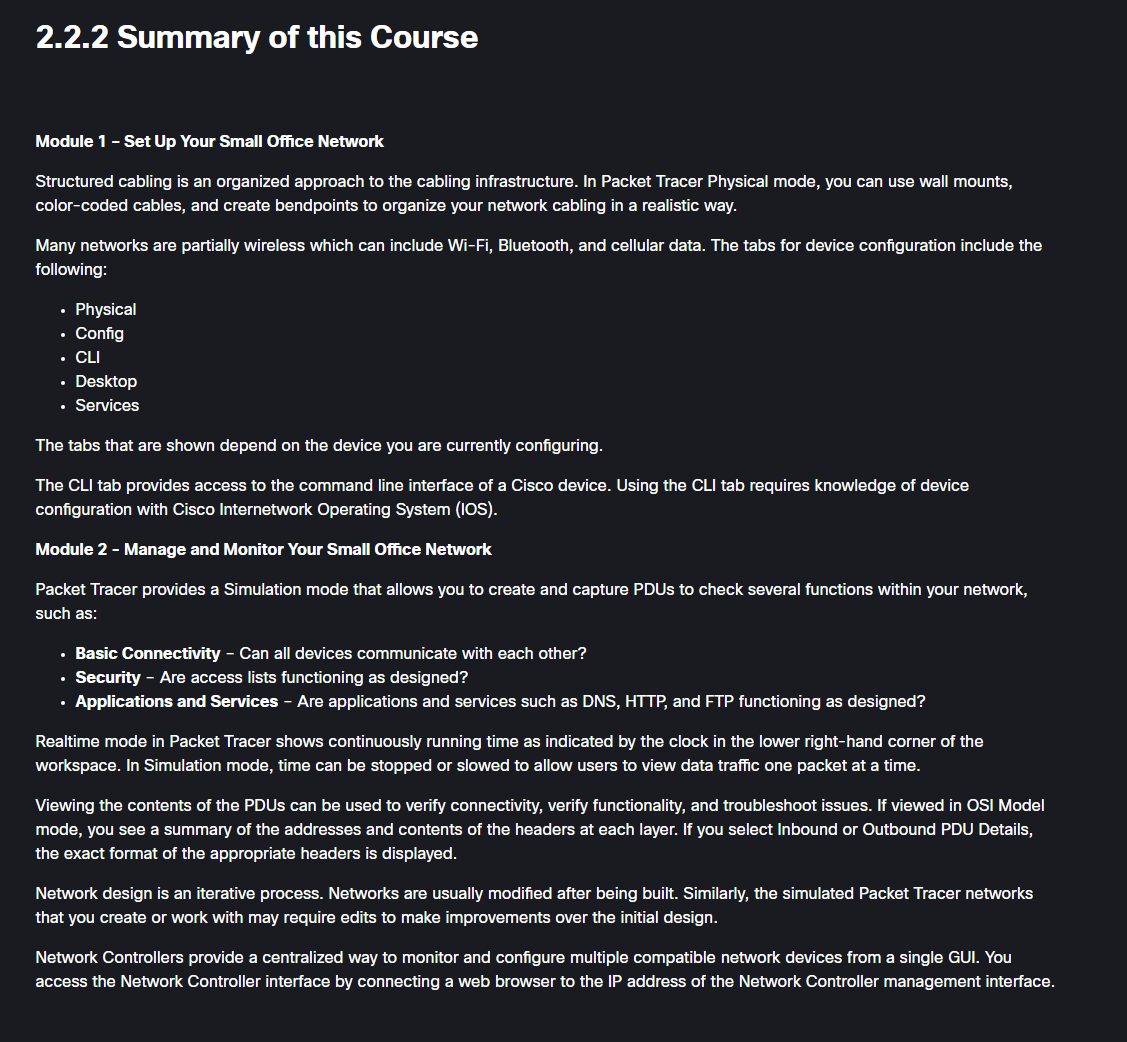 2.2.2 Summary of this Course
Module 1 – Set Up Your Small Office Network
Structured cabling is an organized approach to the cabling infrastructure. In Packet Tracer Physical mode, you can use wall mounts,
color-coded cables, and create bendpoints to organize your network cabling in a realistic way.
Many networks are partially wireless which can include Wi-Fi, Bluetooth, and cellular data. The tabs for device configuration include the
following:
• Physical
• Config
• CLI
• Desktop
• Services
The tabs that are shown depend on the device you are currently configuring.
The CLI tab provides access to the command line interface of a Cisco device. Using the CLI tab requires knowledge of device
configuration with Cisco Internetwork Operating System (IOS).
Module 2 - Manage and Monitor Your Small Office Network
Packet Tracer provides a Simulation mode that allows you to create and capture PDUs to check several functions within your network,
such as:
• Basic Connectivity – Can all devices communicate with each other?
• Security – Are access lists functioning as designed?
• Applications and Services – Are applications and services such as DNS, HTTP, and FTP functioning as designed?
Realtime mode in Packet Tracer shows continuously running time as indicated by the clock in the lower right-hand corner of the
workspace. In Simulation mode, time can be stopped or slowed to allow users to view data traffic one packet at a time.
Viewing the contents of the PDUs can be used to verify connectivity, verify functionality, and troubleshoot issues. If viewed in OSI Model
mode, you see a summary of the addresses and contents of the headers at each layer. If you select Inbound or Outbound PDU Details,
the exact format of the appropriate headers is displayed.
Network design is an iterative process. Networks are usually modified after being built. Similarly, the simulated Packet Tracer networks
that you create or work with may require edits to make improvements over the initial design.
Network Controllers provide a centralized way to monitor and configure multiple compatible network devices from a single GUI. You
access the Network Controller interface by connecting a web browser to the IP address of the Network Controller management interface.